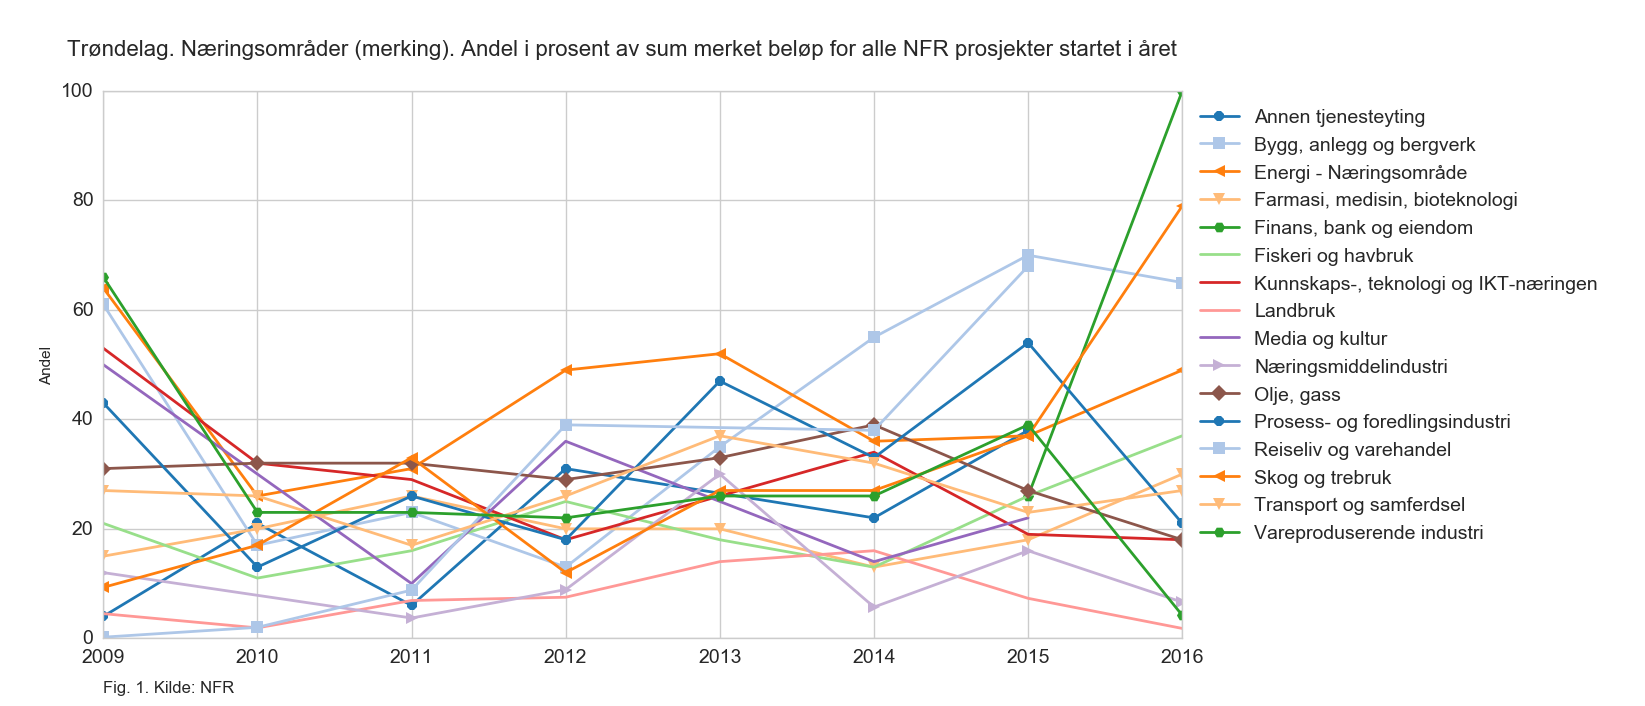 Trøndelag. Næringsområder (merking). Andel i prosent av sum merket beløp for alle NFR prosjekter startet i året
100
80
60
40
20
0
Andel
2009 2010 2011 2012 2013 2014 2015 2016
Fig. 1. Kilde: NFR
Annen tjenesteyting
Bygg, anlegg og bergverk
Energi - Næringsområde
Farmasi, medisin, bioteknologi
Finans, bank og eiendom
Fiskeri og havbruk
Kunnskaps-, teknologi og IKT-næringen
Landbruk
Media og kultur
Næringsmiddelindustri
Olje, gass
Prosess- og foredlingsindustri
Reiseliv og varehandel
Skog og trebruk
Transport og samferdsel
Vareproduserende industri